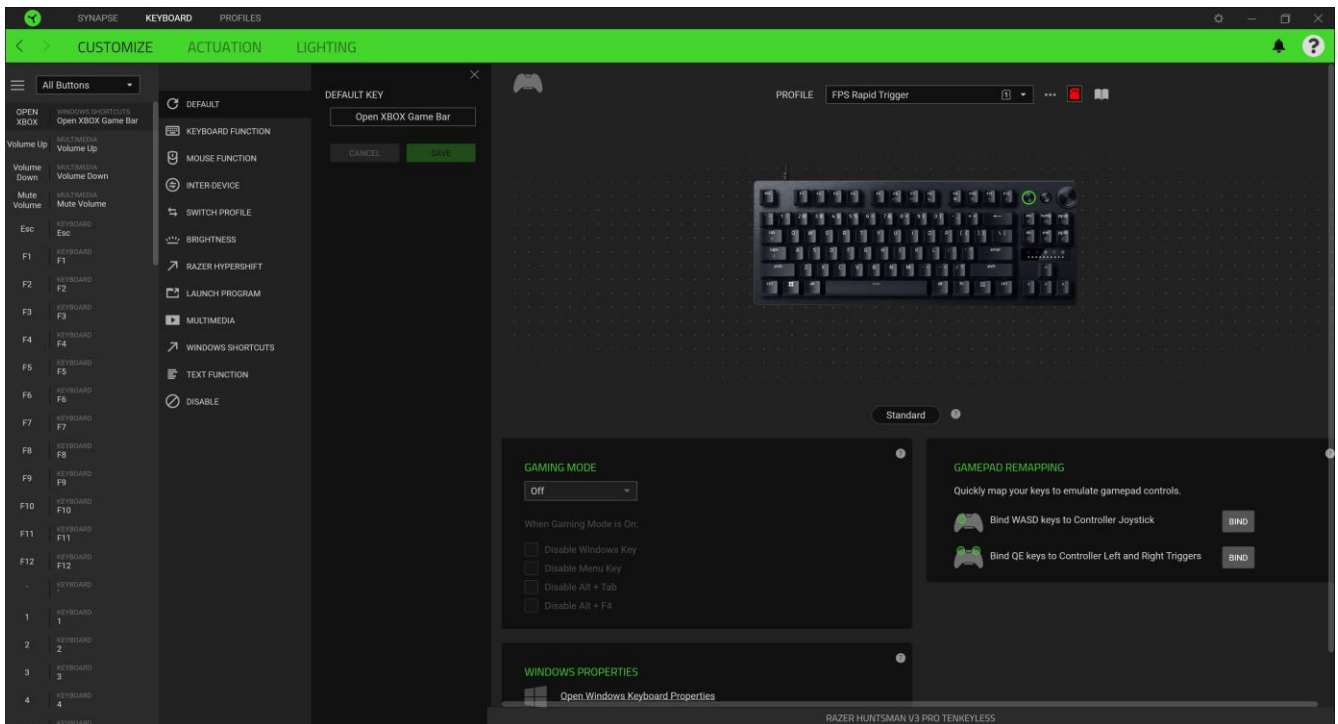 SYNAPSE KEYBOARD PROFILES
CUSTOMIZE ACTUATION LIGHTING
All Buttons
OPEN XBOX WINDOWS SHORTCUTS
Open XBOX Game Bar
Volume Up MULTIMEDIA
Volume Up
Volume Down MULTIMEDIA
Volume Down
Mute Volume MULTIMEDIA
Mute Volume
Esc KEYBOARD
Esc
F1 KEYBOARD
F1
F2 KEYBOARD
F2
F3 KEYBOARD
F3
F4 KEYBOARD
F4
F5 KEYBOARD
F5
F6 KEYBOARD
F6
F7 KEYBOARD
F7
F8 KEYBOARD
F8
F9 KEYBOARD
F9
F10 KEYBOARD
F10
F11 KEYBOARD
F11
F12 KEYBOARD
F12
KEYBOARD
1 KEYBOARD
1
2 KEYBOARD
2
3 KEYBOARD
3
4 KEYBOARD
4
KEYBOARD
DEFAULT
KEYBOARD FUNCTION
MOUSE FUNCTION
INTER-DEVICE
SWITCH PROFILE
BRIGHTNESS
RAZER HYPERSHIFT
LAUNCH PROGRAM
MULTIMEDIA
WINDOWS SHORTCUTS
TEXT FUNCTION
DISABLE
DEFAULT KEY
Open XBOX Game Bar
CANCEL SAVE
PROFILE FPS Rapid Trigger 1
Standard
GAMING MODE
Off
When Gaming Mode is On:
Disable Windows Key
Disable Menu Key
Disable Alt + Tab
Disable Alt + F4
GAMEPAD REMAPPING
Quickly map your keys to emulate gamepad controls.
Bind WASD keys to Controller Joystick BIND
Bind QE keys to Controller Left and Right Triggers BIND
WINDOWS PROPERTIES
Open Windows Keyboard Properties
RAZER HUNTSMAN V3 PRO TENKEYLESS